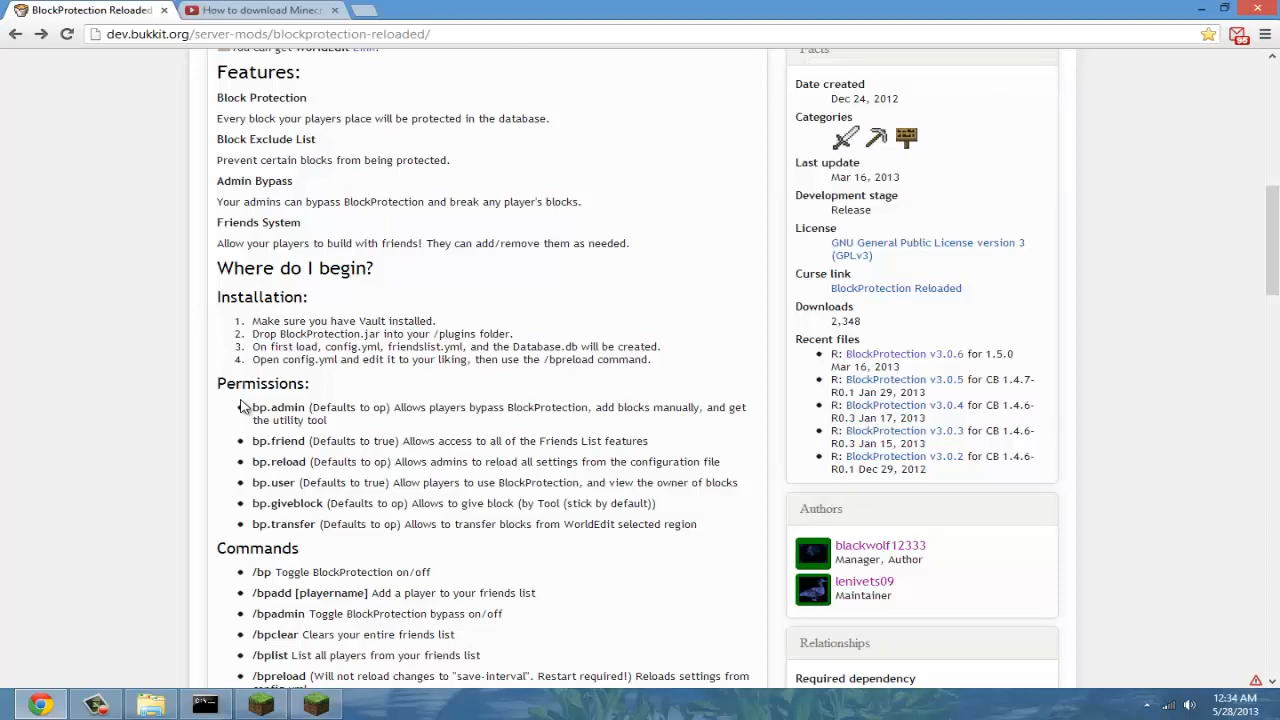 BlockProtection Reloaded
How to download Minec
dev.bukkit.org/server-mods/blockprotection-reloaded/
95
You can get WorldEdit Link!
Features:
Block Protection
Every block your players place will be protected in the database.
Block Exclude List
Prevent certain blocks from being protected.
Admin Bypass
Your admins can bypass BlockProtection and break any player's blocks.
Friends System
Allow your players to build with friends! They can add/remove them as needed.
Where do I begin?
Installation:
1. Make sure you have Vault installed.
2. Drop BlockProtection.jar into your /plugins folder.
3. On first load, config.yml, friendslist.yml, and the Database.db will be created.
4. Open config.yml and edit it to your liking, then use the /bpreload command.
Permissions:
bp.admin (Defaults to op) Allows players bypass BlockProtection, add blocks manually, and get
the utility tool
bp.friend (Defaults to true) Allows access to all of the Friends List features
bp.reload (Defaults to op) Allows admins to reload all settings from the configuration file
bp.user (Defaults to true) Allow players to use BlockProtection, and view the owner of blocks
bp.giveblock (Defaults to op) Allows to give block (by Tool (stick by default))
bp.transfer (Defaults to op) Allows to transfer blocks from WorldEdit selected region
Commands
/bp Toggle BlockProtection on/off
/bpadd [playername] Add a player to your friends list
/bpadmin Toggle BlockProtection bypass on/off
/bpclear Clears your entire friends list
/bplist List all players from your friends list
/bpreload (Will not reload changes to "save-interval". Restart required!) Reloads settings from
config.yml
Facts
Date created
Dec 24, 2012
Categories
Last update
Mar 16, 2013
Development stage
Release
License
GNU General Public License version 3
(GPLv3)
Curse link
BlockProtection Reloaded
Downloads
2,348
Recent files
R: BlockProtection v3.0.6 for 1.5.0
Mar 16, 2013
R: BlockProtection v3.0.5 for CB 1.4.7-
R0.1 Jan 29, 2013
R: BlockProtection v3.0.4 for CB 1.4.6-
R0.3 Jan 17, 2013
R: BlockProtection v3.0.3 for CB 1.4.6-
R0.3 Jan 15, 2013
R: BlockProtection v3.0.2 for CB 1.4.6-
R0.1 Dec 29, 2012
Authors
blackwolf12333
Manager, Author
lenivets09
Maintainer
Relationships
Required dependency
12:34 AM
5/28/2013